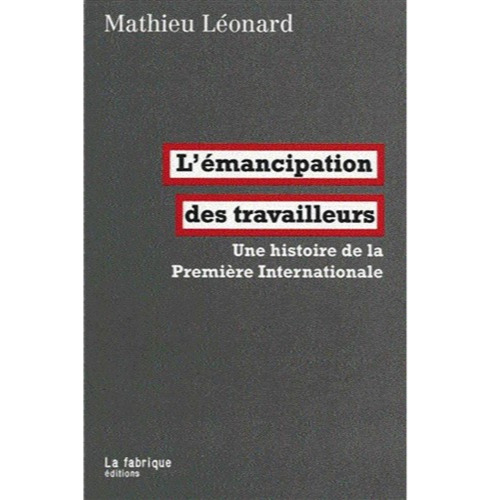 Mathieu Léonard
L'émancipation
des travailleurs
Une histoire de la
Première Internationale
La fabrique
éditions